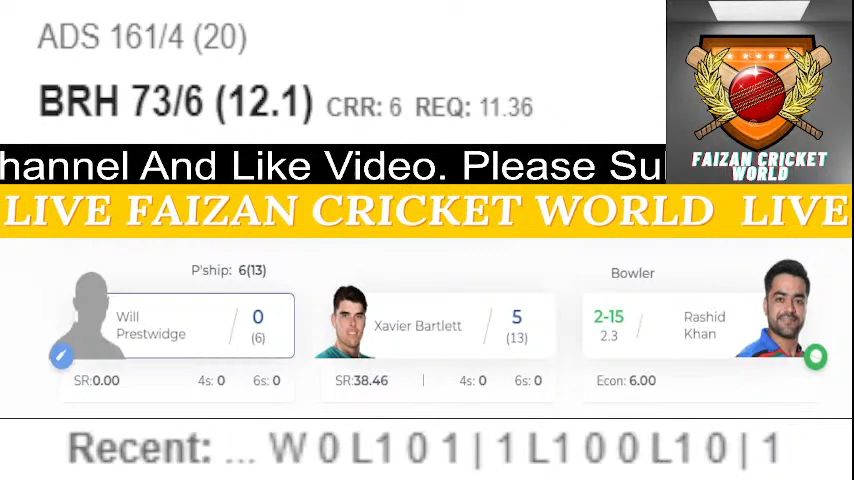 ADS 161/4 (20)
BRH 73/6 (12.1) CRR: 6 REQ: 11.36
FAIZAN CRICKET
WORLD
hannel And Like Video. Please Su
LIVE FAIZAN CRICKET WORLD LIVE
P'ship: 6(13)
Bowler
Will
Prestwidge
0
(6)
Xavier Bartlett
5
(13)
2-15
2.3
Rashid
Khan
SR:0.00 4s: 0 6s: 0
SR:38.46 | 4s: 0 6s: 0
Econ: 6.00
Recent: ... W 0 L1 0 1 | 1 L1 0 0 L1 0 | 1